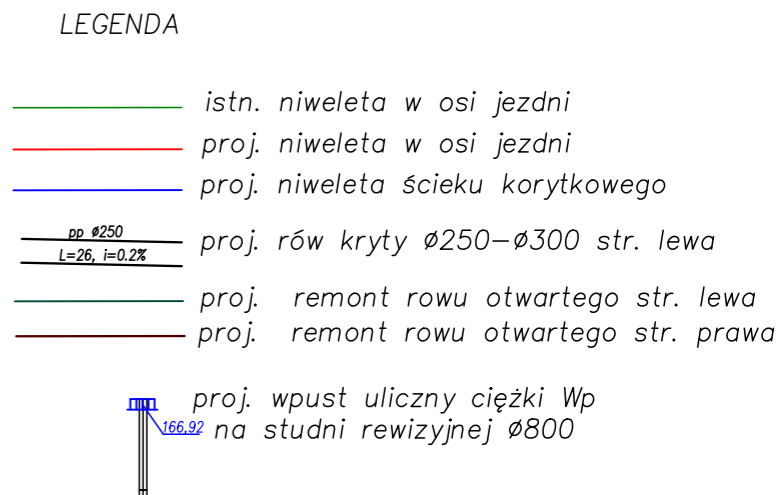 LEGENDA
istn. niweleta w osi jezdni
proj. niweleta w osi jezdni
proj. niweleta ścieku korytkowego
pp ø250
L=26, i=0.2%
proj. rów kryty ø250-ø300 str. lewa
proj. remont rowu otwartego str. lewa
proj. remont rowu otwartego str. prawa
proj. wpust uliczny ciężki Wp
166,92
na studni rewizyjnej ø800